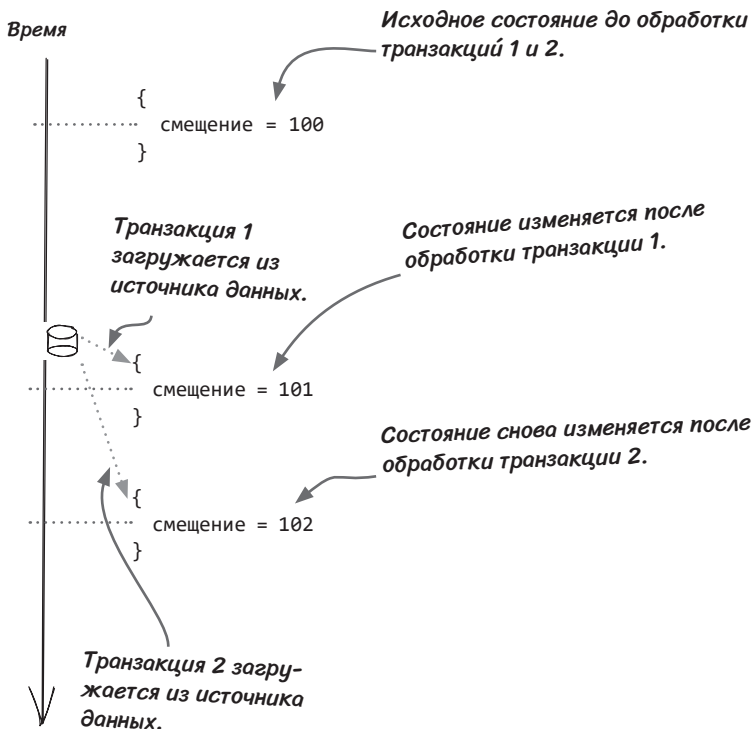 Время
Исходное состояние до обработки
транзакций 1 и 2.
{
смещение = 100
}
Транзакция 1
загружается из
источника данных.
Состояние изменяется после
обработки транзакции 1.
{
смещение = 101
}
Состояние снова изменяется после
обработки транзакции 2.
{
смещение = 102
}
Транзакция 2 загру-
жается из источника
данных.